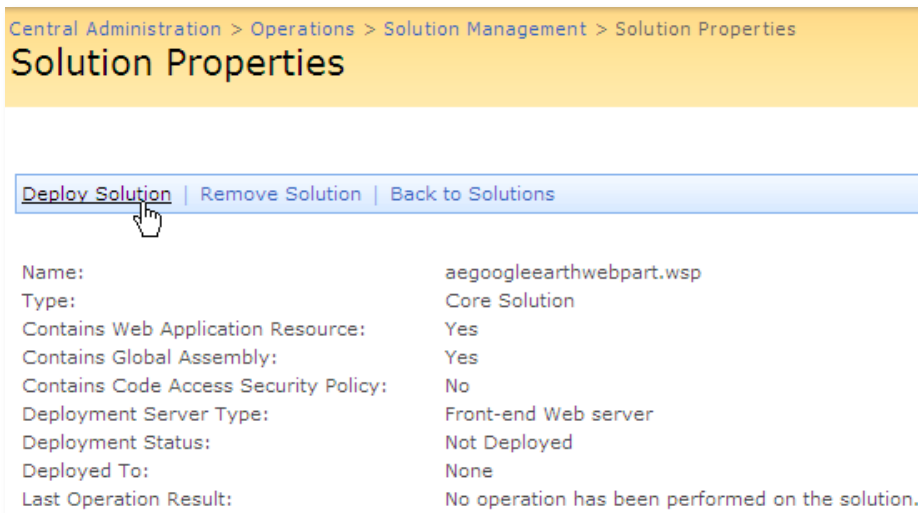 Central Administration > Operations > Solution Management > Solution Properties
Solution Properties
Deploy Solution | Remove Solution | Back to Solutions
Name: aegoogleearthwebpart.wsp
Type: Core Solution
Contains Web Application Resource: Yes
Contains Global Assembly: Yes
Contains Code Access Security Policy: No
Deployment Server Type: Front-end Web server
Deployment Status: Not Deployed
Deployed To: None
Last Operation Result: No operation has been performed on the solution.